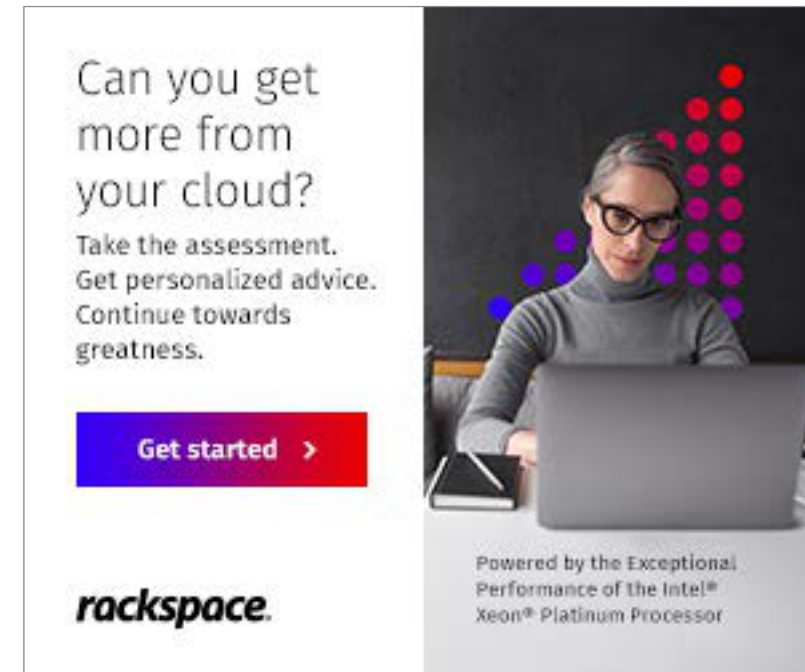 Can you get
more from
your cloud?
Take the assessment.
Get personalized advice.
Continue towards
greatness.
Get started >
rackspace.
Powered by the Exceptional
Performance of the Intel®
Xeon® Platinum Processor